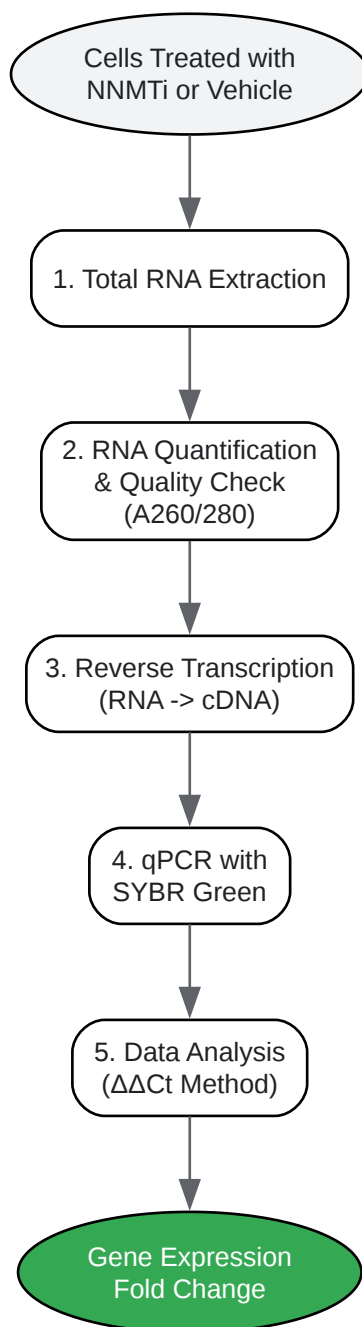 Cells Treated with
NNMTi or Vehicle
1. Total RNA Extraction
2. RNA Quantification
& Quality Check
(A260/280)
3. Reverse Transcription
(RNA -> cDNA)
4. qPCR with
SYBR Green
5. Data Analysis
(ΔΔCt Method)
Gene Expression
Fold Change